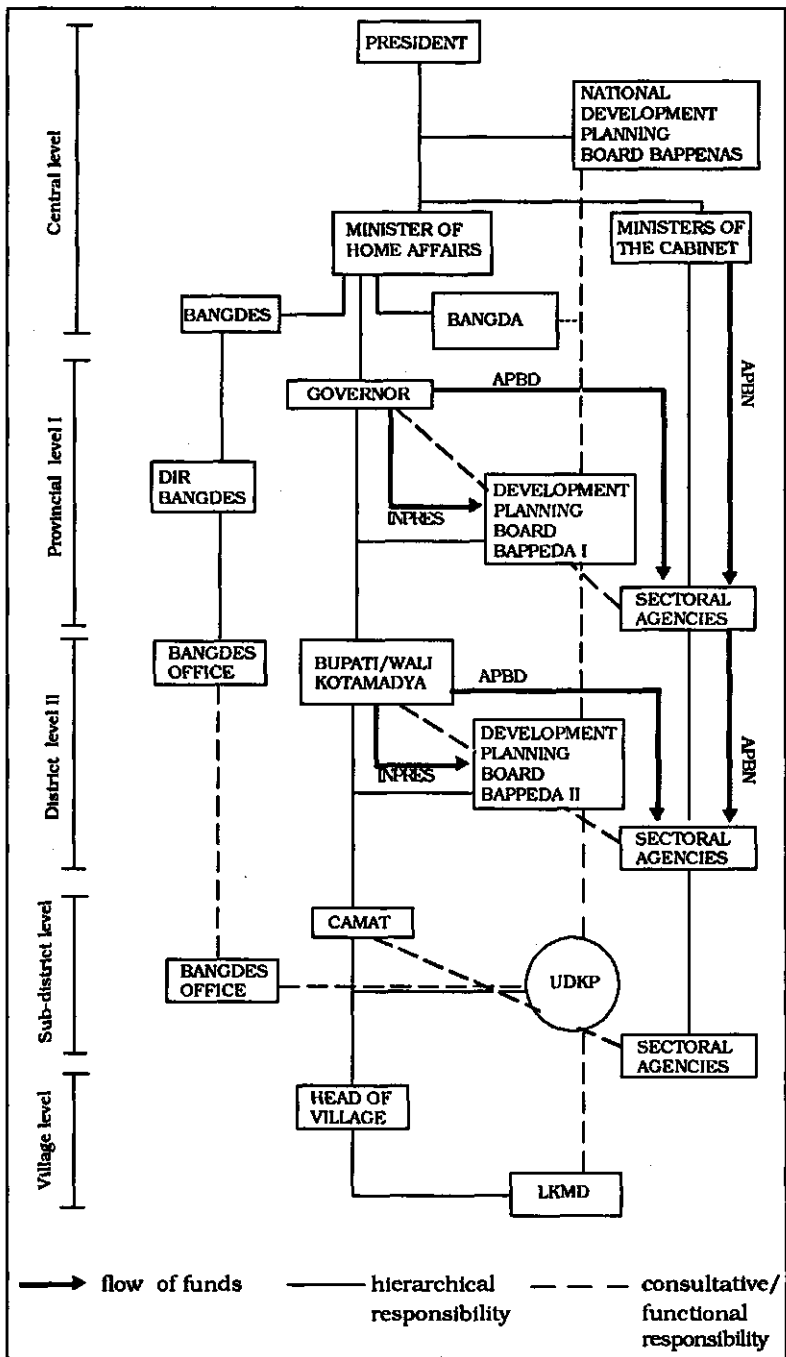 PRESIDENT
NATIONAL
DEVELOPMENT
PLANNING
BOARD BAPPENAS
Central level
MINISTER OF
HOME AFFAIRS
MINISTERS OF
THE CABINET
BANGDES
BANGDA
APBN
Provincial level I
GOVERNOR
APBD
DIR
BANGDES
INPRES
DEVELOPMENT
PLANNING
BOARD
BAPPEDA I
SECTORAL
AGENCIES
District level II
BANGDES
OFFICE
BUPATI/WALI
KOTAMADYA
APBD
INPRES
DEVELOPMENT
PLANNING
BOARD
BAPPEDA II
APBN
SECTORAL
AGENCIES
Sub-district level
CAMAT
BANGDES
OFFICE
UDKP
SECTORAL
AGENCIES
Village level
HEAD OF
VILLAGE
LKMD
flow of funds
hierarchical
responsibility
consultative/
functional
responsibility